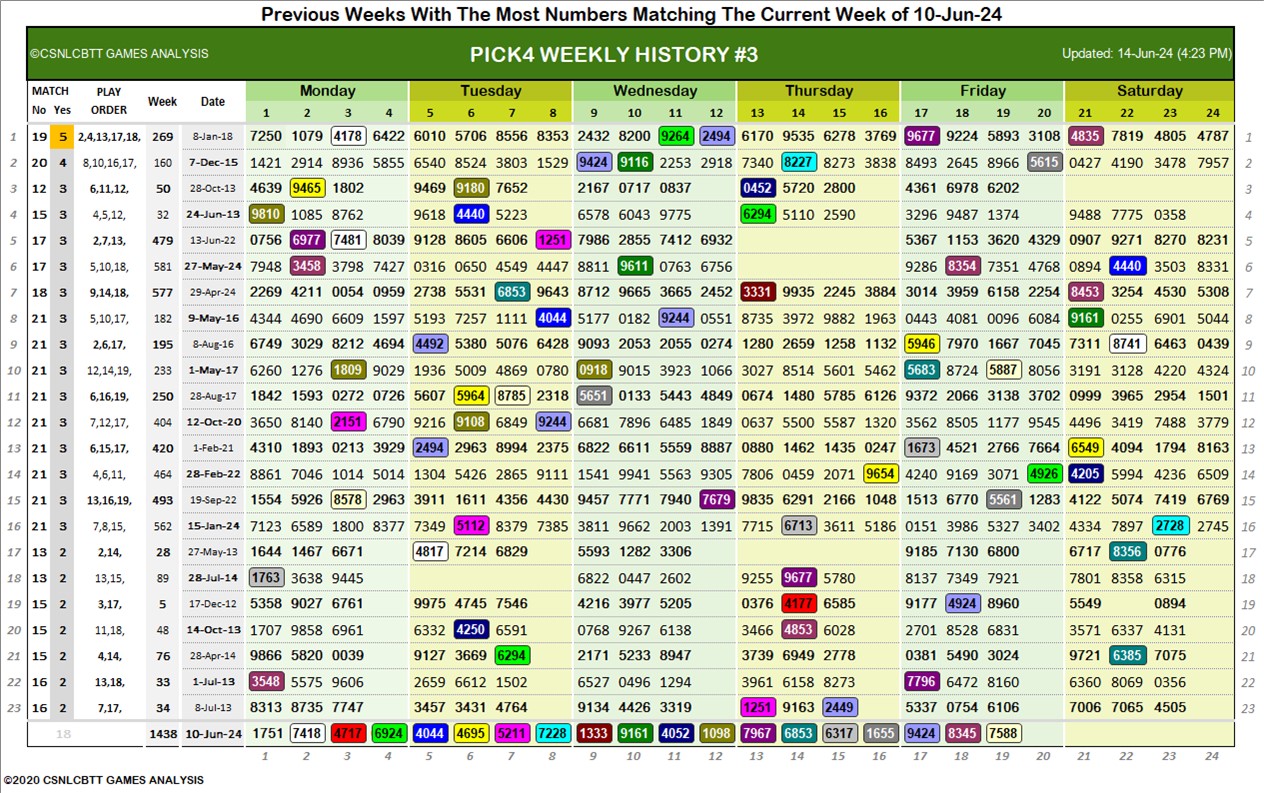 Previous Weeks With The Most Numbers Matching The Current Week of 10-Jun-24
©CSNLCBTT GAMES ANALYSIS PICK4 WEEKLY HISTORY #3 Updated: 14-Jun-24 (4:23 PM)
MATCH PLAY Week Date Monday Tuesday Wednesday Thursday Friday Saturday
No Yes ORDER 1 2 3 4 5 6 7 8 9 10 11 12 13 14 15 16 17 18 19 20 21 22 23 24
1 19 5 2,4,13,17,18, 269 8-Jan-18 7250 1079 4178 6422 6010 5706 8556 8353 2432 8200 9264 2494 6170 9535 6278 3769 9677 9224 5893 3108 4835 7819 4805 4787 1
2 20 4 8,10,16,17, 160 7-Dec-15 1421 2914 8936 5855 6540 8524 3803 1529 9424 9116 2253 2918 7340 8227 8273 3838 8493 2645 8966 5615 0427 4190 3478 7957 2
3 12 3 6,11,12, 50 28-Oct-13 4639 9465 1802 9469 9180 7652 2167 0717 0837 0452 5720 2800 4361 6978 6202 3
4 15 3 4,5,12, 32 24-Jun-13 9810 1085 8762 9618 4440 5223 6578 6043 9775 6294 5110 2590 3296 9487 1374 9488 7775 0358 4
5 17 3 2,7,13, 479 13-Jun-22 0756 6977 7481 8039 9128 8605 6606 1251 7986 2855 7412 6932 5367 1153 3620 4329 0907 9271 8270 8231 5
6 17 3 5,10,18, 581 27-May-24 7948 3458 3798 7427 0316 0650 4549 4447 8811 9611 0763 6756 9286 8354 7351 4768 0894 4440 3503 8331 6
7 18 3 9,14,18, 577 29-Apr-24 2269 4211 0054 0959 2738 5531 6853 9643 8712 9665 3665 2452 3331 9935 2245 3884 3014 3959 6158 2254 8453 3254 4530 5308 7
8 21 3 5,10,17, 182 9-May-16 4344 4690 6609 1297 5193 7257 1111 4044 5177 0182 9244 0551 8735 3972 9882 1963 0443 4081 0096 6084 9161 0255 6901 5044 8
9 21 3 2,6,17, 195 8-Aug-16 6749 3029 8212 4694 4492 5380 5076 6428 9093 2053 2055 0274 1280 2659 1258 1132 5946 7970 1667 7045 7311 8741 6463 0439 9
10 21 3 12,14,19, 233 1-May-17 6260 1276 1809 9029 1936 5009 4869 0780 0918 9015 3923 1066 3027 8514 5601 5462 5683 8724 5887 8056 3191 3128 4220 4324 10
11 21 3 6,16,19, 250 28-Aug-17 1842 1593 0272 0726 5607 5964 8785 2318 5651 0133 5443 4849 0674 1480 5785 6126 9372 2066 3138 3702 0999 3965 2954 1501 11
12 21 3 7,12,17, 404 12-Oct-20 3650 8140 2151 6790 9216 9108 6849 9244 6681 7896 6485 1849 0637 5500 5587 1320 3562 8505 1177 9545 4496 3419 7488 3779 12
13 21 3 6,15,17, 420 1-Feb-21 4310 1893 0213 3929 2494 2963 8994 2375 6822 6611 5559 8887 0880 1462 1435 0247 1673 4521 2766 7664 6549 4094 1794 8163 13
14 21 3 4,6,11, 464 28-Feb-22 8861 7046 1014 5014 1304 5426 2865 9111 1541 9914 5563 9305 7806 0459 2071 9654 4240 9169 3071 4926 4205 5994 4236 6509 14
15 21 3 13,16,19, 493 19-Sep-22 1554 5926 8578 2963 3911 1611 4356 4430 9457 7771 7940 7679 9835 6291 2166 1048 1513 6770 5561 1283 4122 5074 7419 6769 15
16 21 3 7,8,15, 562 15-Jan-24 7123 6589 1800 8377 7349 5112 8379 7385 3811 9662 2003 1391 7715 6713 3611 5186 2151 3986 5327 3402 4334 7897 2728 2745 16
17 13 2 2,14, 28 27-May-13 1644 1467 6671 4817 7214 6829 5593 1282 3306 9185 7130 6800 6717 8356 0776 17
18 13 2 13,15, 89 28-Jul-14 1763 3638 9445 6822 0447 2602 9255 9677 5780 8137 7349 7921 7801 8358 6315 18
19 15 2 3,17, 5 17-Dec-12 5358 9027 6761 9975 4745 7546 4216 3977 5205 0376 4177 6585 9177 4924 8960 5549 0894 19
20 15 2 11,18, 48 14-Oct-13 1707 9858 6961 6332 4250 6591 0768 9267 6138 3466 4853 6028 2701 8528 6831 3571 6337 4131 20
21 15 2 4,14, 76 28-Apr-14 9866 5820 0039 9127 3669 6294 2171 5233 8947 3739 6949 2778 0381 5490 3024 9721 6385 7075 21
22 16 2 13,18, 33 1-Jul-13 3548 5575 9606 2659 6612 1502 6527 0496 1294 3961 6158 8273 7796 6472 8160 6360 8069 0356 22
23 16 2 7,17, 34 8-Jul-13 8313 8735 7747 3457 3431 4764 9134 4426 3319 1251 9163 2449 5337 0754 6106 7006 7065 4505 23
18 1438 10-Jun-24 1751 7418 4717 6924 4044 4695 5211 7228 1333 9161 4052 1098 7967 6853 6317 1655 9424 8345 7588
1 2 3 4 5 6 7 8 9 10 11 12 13 14 15 16 17 18 19 20 21 22 23 24
©2020 CSNLCBTT GAMES ANALYSIS